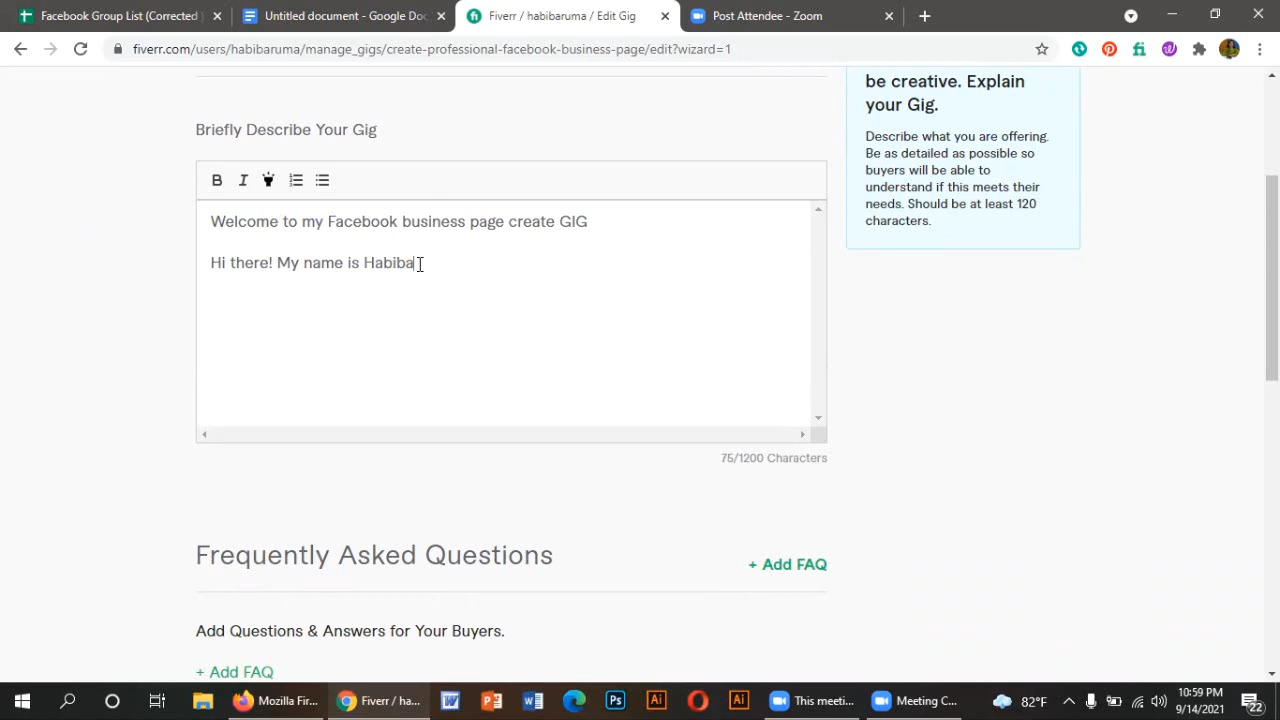 Facebook Group List (Corrected)
Untitled document - Google Doc
Fiverr / habibaruma / Edit Gig
Post Attendee - Zoom
fiverr.com/users/habibaruma/manage_gigs/create-professional-facebook-business-page/edit?wizard=1
be creative. Explain
your Gig.
Describe what you are offering.
Be as detailed as possible so
buyers will be able to
understand if this meets their
needs. Should be at least 120
characters.
Briefly Describe Your Gig
B I
Welcome to my Facebook business page create GIG
Hi there! My name is Habiba
75/1200 Characters
Frequently Asked Questions
+ Add FAQ
Add Questions & Answers for Your Buyers.
+ Add FAQ
Mozilla Fir...
Fiverr / ha...
This meeti...
Meeting C...
82°F
10:59 PM
9/14/2021
22